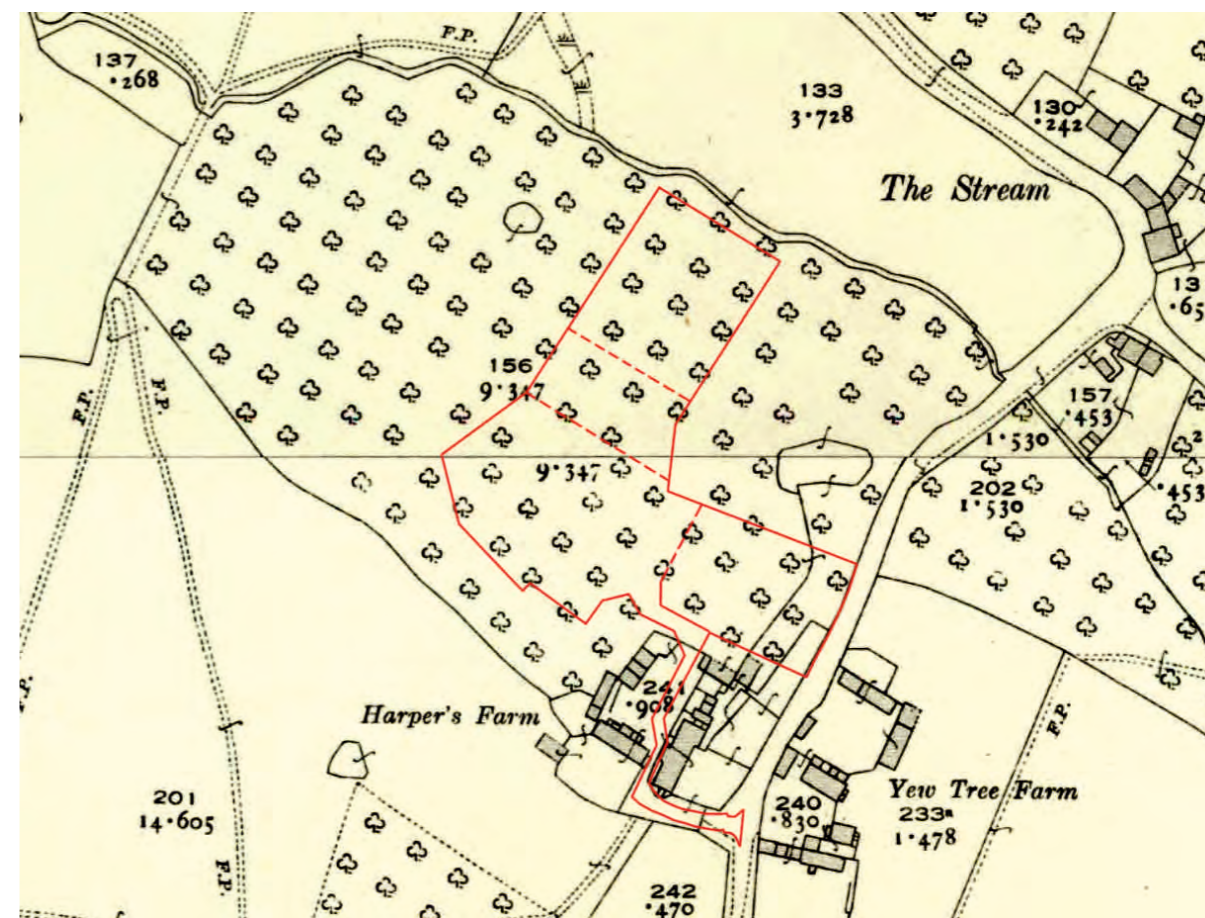 F.P.
137
·268
133
3·728
130
·242
The Stream
13
·65
156
9·347
157
·453
1·530
9·347
202
1·530
2
·453
F.P.
F.P.
241
·908
Harper's Farm
F.P.
F.P.
201
14·605
240
·830
Yew Tree Farm
233a
1·478
F.P.
242
·470